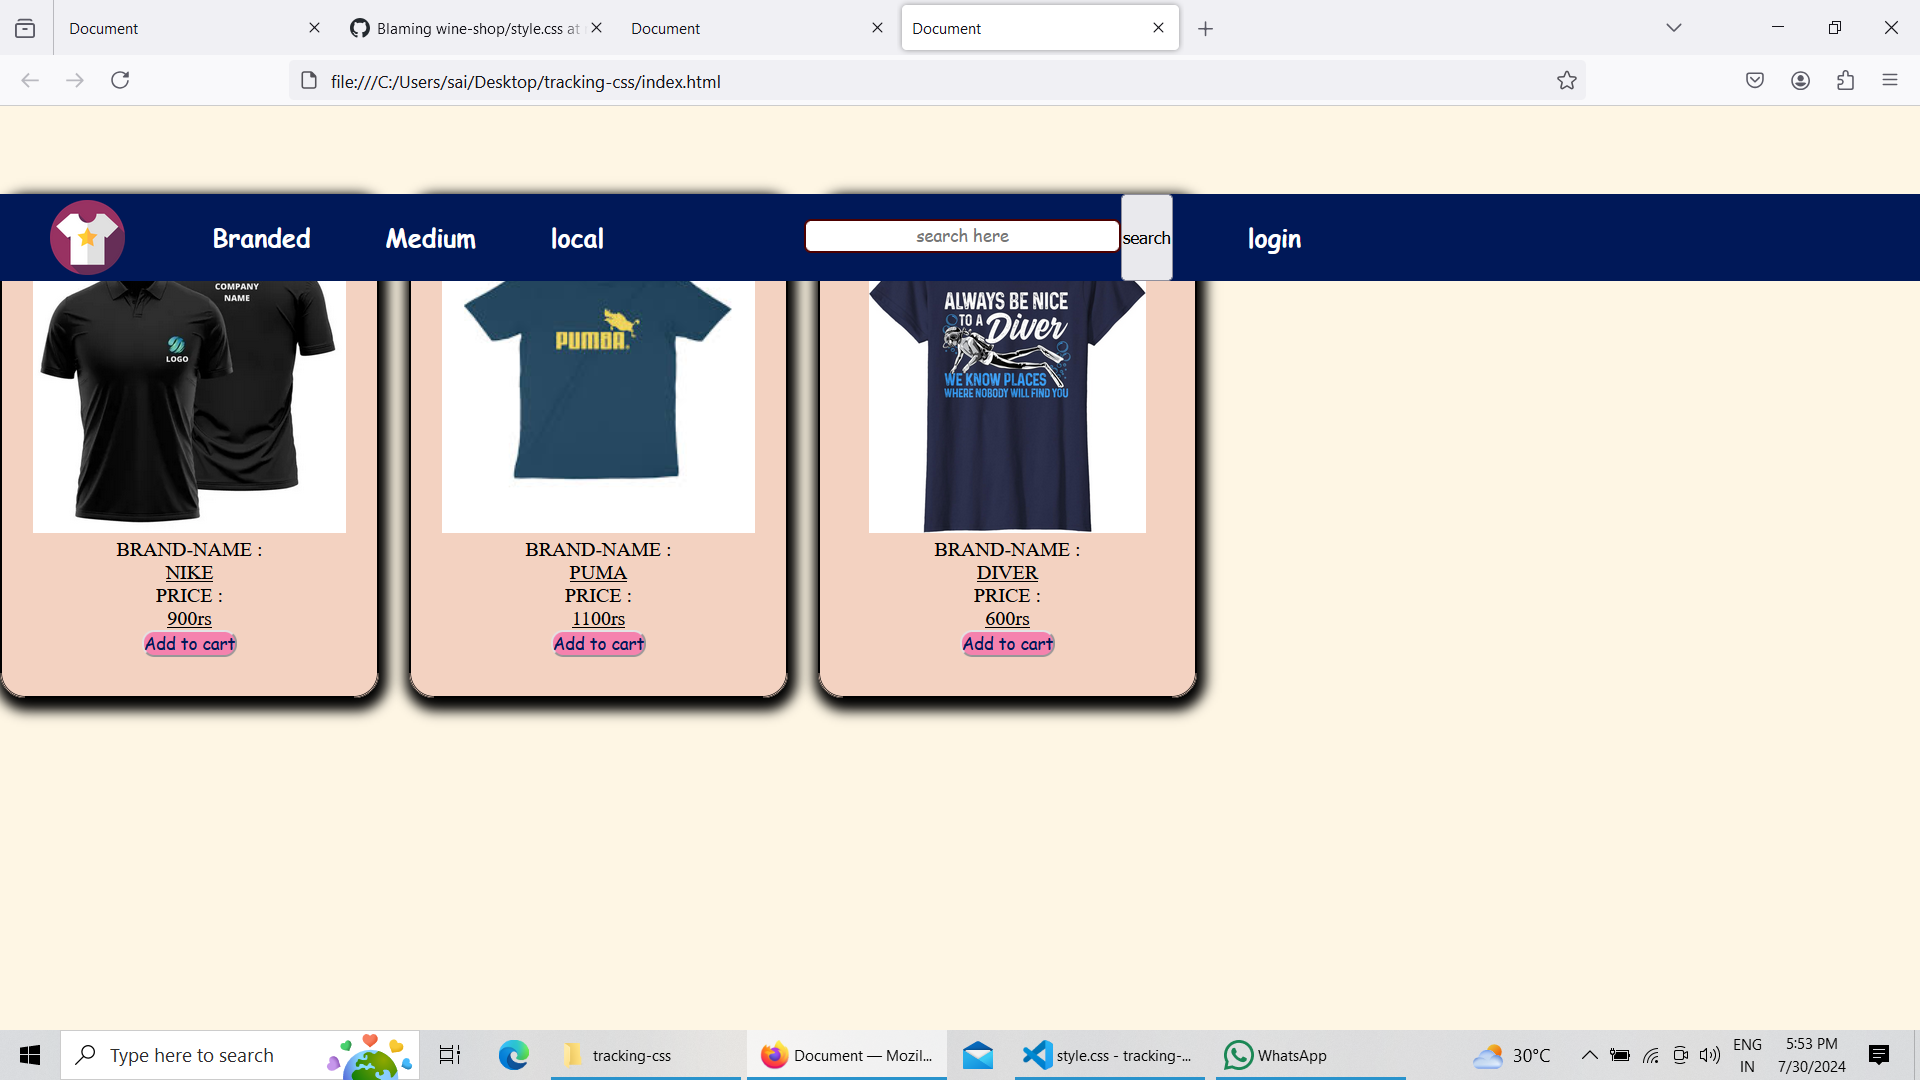 Document
Blaming wine-shop/style.css at
Document
Document
file:///C:/Users/sai/Desktop/tracking-css/index.html
Branded
Medium
local
search here
search
login
COMPANY
NAME
LOGO
PUMBA
ALWAYS BE NICE
TO A Diver
WE KNOW PLACES
WHERE NOBODY WILL FIND YOU
BRAND-NAME :
NIKE
PRICE :
900rs
Add to cart
BRAND-NAME :
PUMA
PRICE :
1100rs
Add to cart
BRAND-NAME :
DIVER
PRICE :
600rs
Add to cart
Type here to search
tracking-css
Document — Mozil...
style.css - tracking-...
WhatsApp
30°C
ENG
IN
5:53 PM
7/30/2024